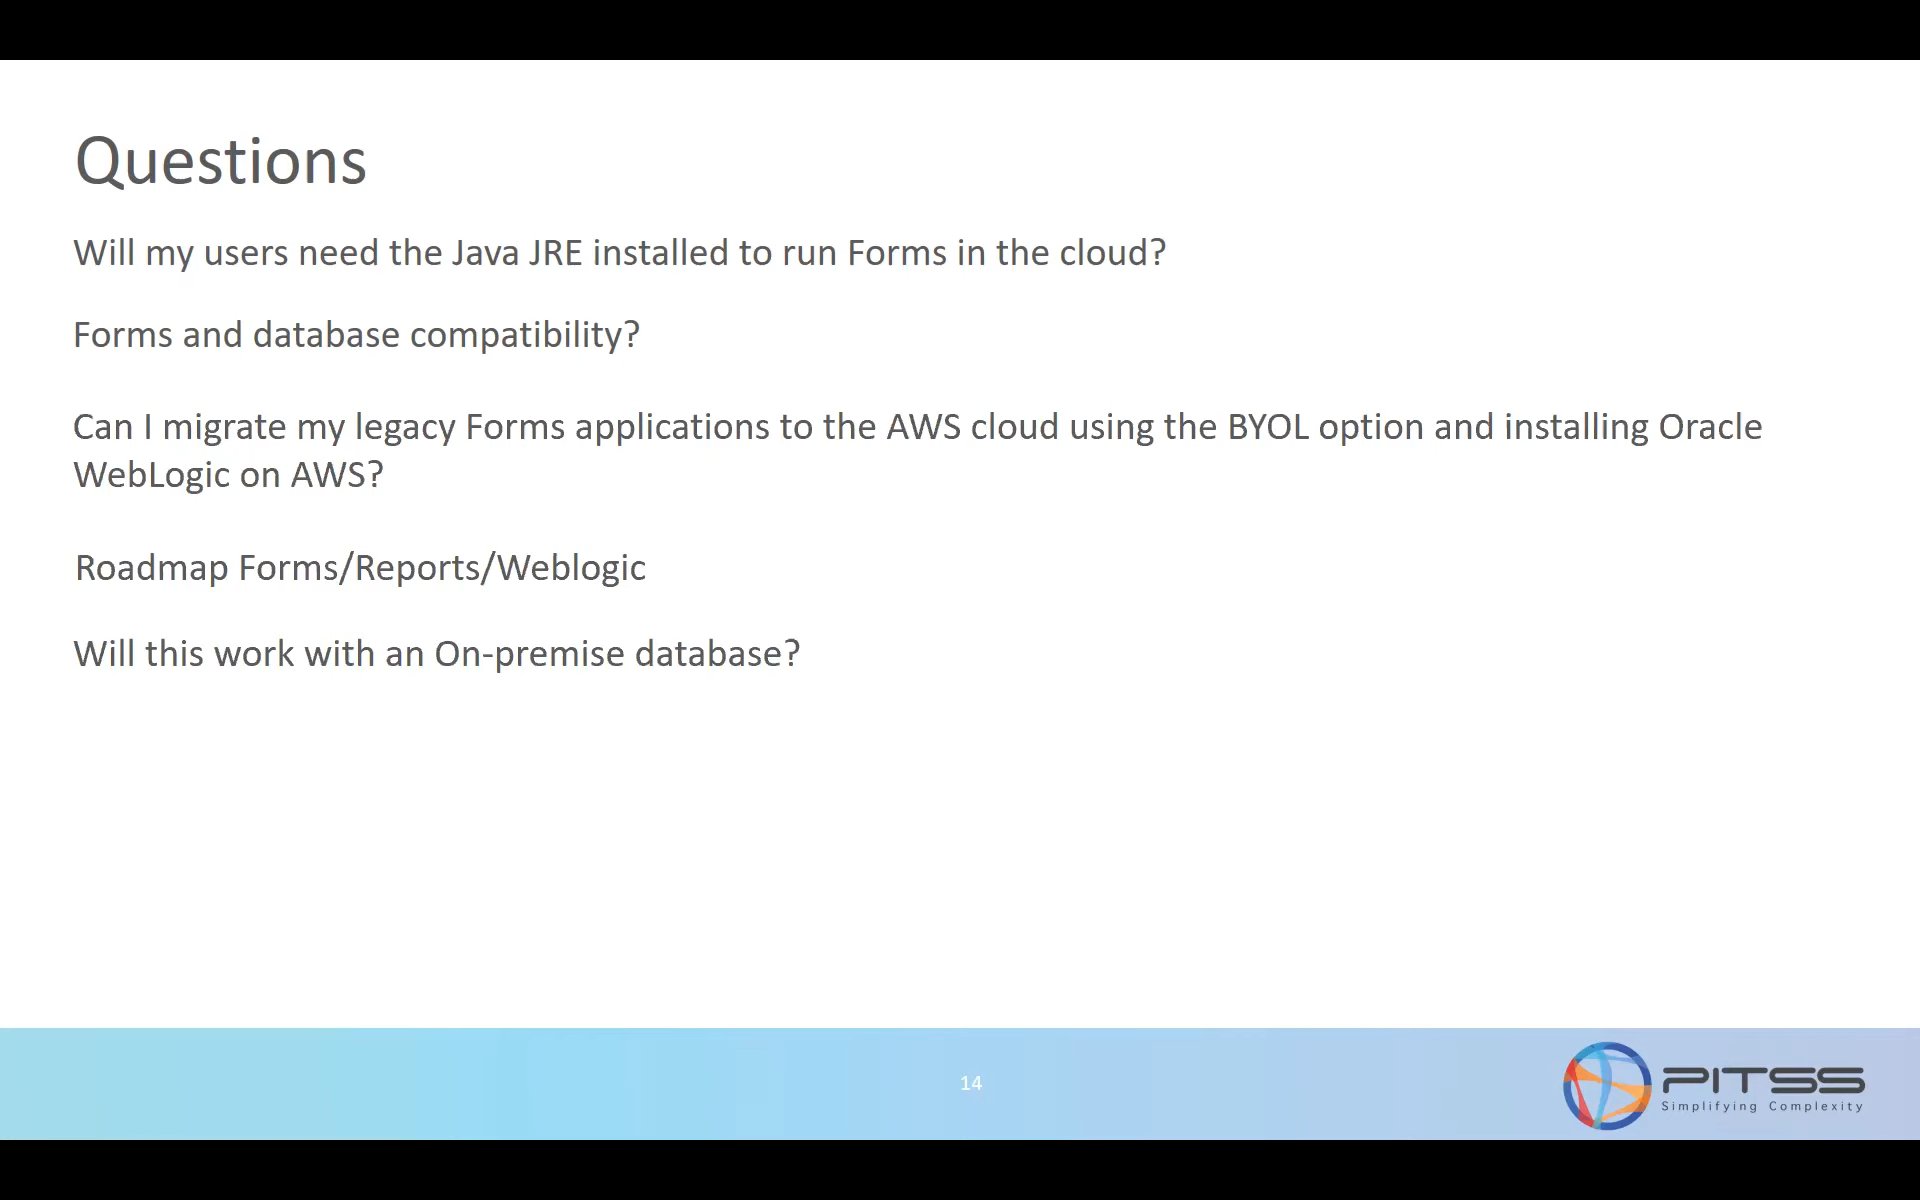 Questions
Will my users need the Java JRE installed to run Forms in the cloud?
Forms and database compatibility?
Can I migrate my legacy Forms applications to the AWS cloud using the BYOL option and installing Oracle
WebLogic on AWS?
Roadmap Forms/Reports/Weblogic
Will this work with an On-premise database?
14
PITSS
Simplifying Complexity